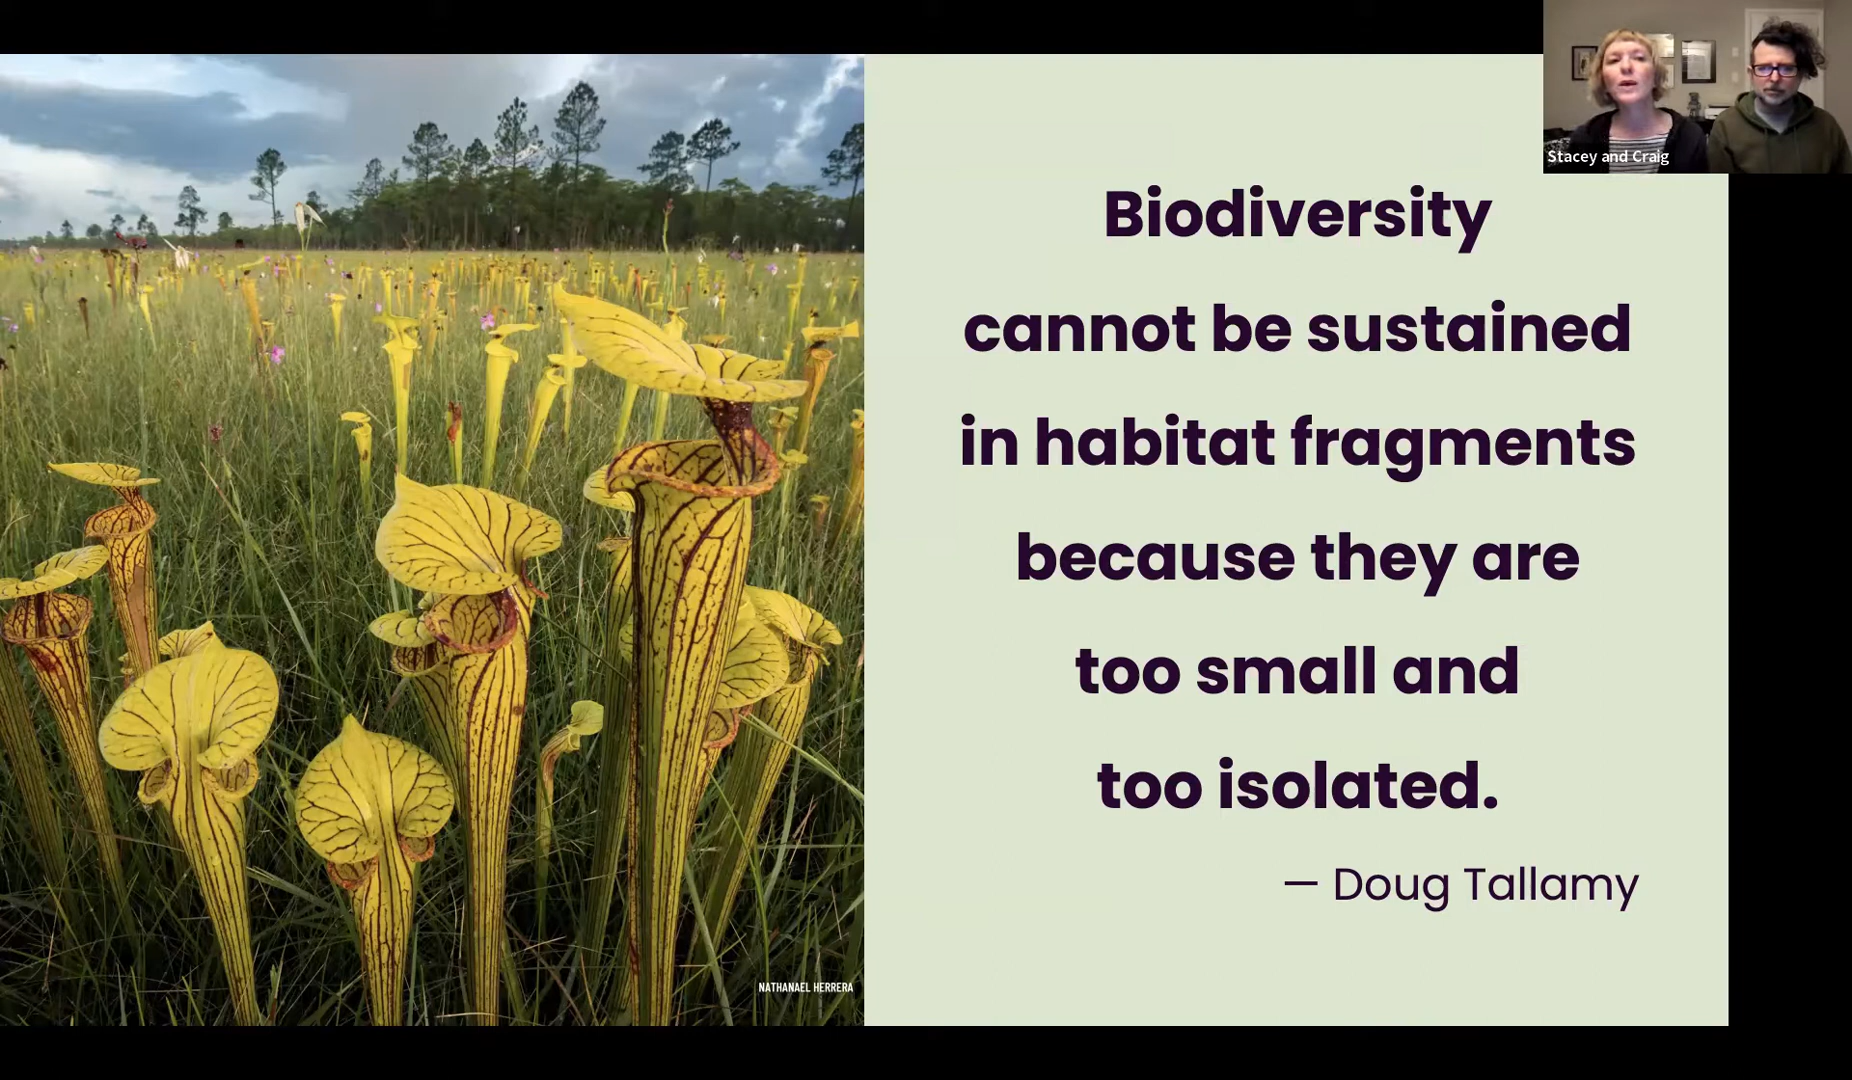 Stacey and Craig
Biodiversity
cannot be sustained
in habitat fragments
because they are
too small and
too isolated.
— Doug Tallamy
NATHANAEL HERRERA